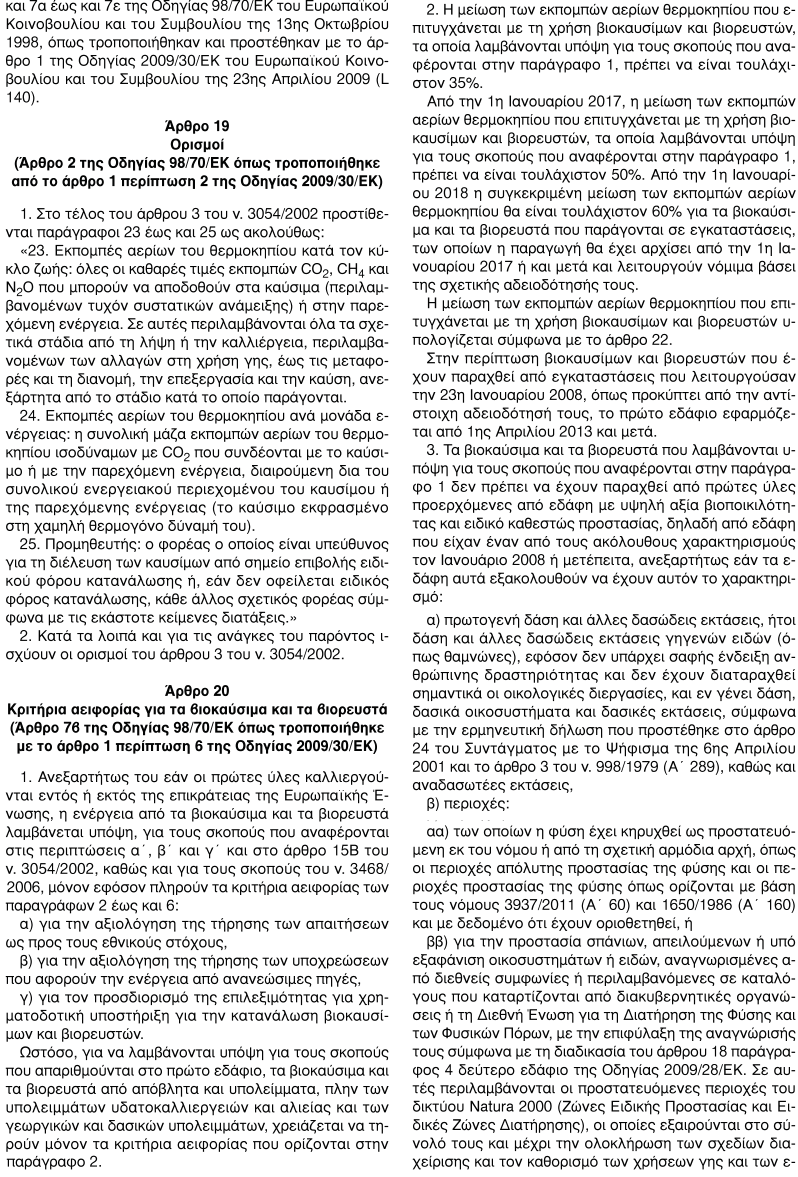 και 7α έως και 7ε της Οδηγίας 98/70/ΕΚ του Ευρωπαϊκού
Κοινοβουλίου και του Συμβουλίου της 13ης Οκτωβρίου
1998, όπως τροποποιήθηκαν και προστέθηκαν με το άρ-
θρο 1 της Οδηγίας 2009/30/ΕΚ του Ευρωπαϊκού Κοινο-
βουλίου και του Συμβουλίου της 23ης Απριλίου 2009 (L
140).
Άρθρο 19
Ορισμοί
(Άρθρο 2 της Οδηγίας 98/70/ΕΚ όπως τροποποιήθηκε
από το άρθρο 1 περίπτωση 2 της Οδηγίας 2009/30/ΕΚ)
1. Στο τέλος του άρθρου 3 του ν. 3054/2002 προστίθε-
νται παράγραφοι 23 έως και 25 ως ακολούθως:
«23. Εκπομπές αερίων του θερμοκηπίου κατά τον κύ-
κλο ζωής: όλες οι καθαρές τιμές εκπομπών CO2, CH4 και
N2O που μπορούν να αποδοθούν στα καύσιμα (περιλαμ-
βανομένων τυχόν συστατικών ανάμειξης) ή στην παρε-
χόμενη ενέργεια. Σε αυτές περιλαμβάνονται όλα τα σχε-
τικά στάδια από τη λήψη ή την καλλιέργεια, περιλαμβα-
νομένων των αλλαγών στη χρήση γης, έως τις μεταφο-
ρές και τη διανομή, την επεξεργασία και την καύση, ανε-
ξάρτητα από το στάδιο κατά το οποίο παράγονται.
24. Εκπομπές αερίων του θερμοκηπίου ανά μονάδα ε-
νέργειας: η συνολική μάζα εκπομπών αερίων του θερμο-
κηπίου ισοδύναμων με CO2 που συνδέονται με το καύσι-
μο ή με την παρεχόμενη ενέργεια, διαιρούμενη δια του
συνολικού ενεργειακού περιεχομένου του καυσίμου ή
της παρεχόμενης ενέργειας (το καύσιμο εκφρασμένο
στη χαμηλή θερμογόνο δύναμή του).
25. Προμηθευτής: ο φορέας ο οποίος είναι υπεύθυνος
για τη διέλευση των καυσίμων από σημείο επιβολής ειδι-
κού φόρου κατανάλωσης ή, εάν δεν οφείλεται ειδικός
φόρος κατανάλωσης, κάθε άλλος σχετικός φορέας σύμ-
φωνα με τις εκάστοτε κείμενες διατάξεις.»
2. Κατά τα λοιπά και για τις ανάγκες του παρόντος ι-
σχύουν οι ορισμοί του άρθρου 3 του ν. 3054/2002.
Άρθρο 20
Κριτήρια αειφορίας για τα βιοκαύσιμα και τα βιορευστά
(Άρθρο 7β της Οδηγίας 98/70/ΕΚ όπως τροποποιήθηκε
με το άρθρο 1 περίπτωση 6 της Οδηγίας 2009/30/ΕΚ)
1. Ανεξαρτήτως του εάν οι πρώτες ύλες καλλιεργού-
νται εντός ή εκτός της επικράτειας της Ευρωπαϊκής Έ-
νωσης, η ενέργεια από τα βιοκαύσιμα και τα βιορευστά
λαμβάνεται υπόψη, για τους σκοπούς που αναφέρονται
στις περιπτώσεις α΄, β΄ και γ΄ και στο άρθρο 15Β του
ν. 3054/2002, καθώς και για τους σκοπούς του ν. 3468/
2006, μόνον εφόσον πληρούν τα κριτήρια αειφορίας των
παραγράφων 2 έως και 6:
α) για την αξιολόγηση της τήρησης των απαιτήσεων
ως προς τους εθνικούς στόχους,
β) για την αξιολόγηση της τήρησης των υποχρεώσεων
που αφορούν την ενέργεια από ανανεώσιμες πηγές,
γ) για τον προσδιορισμό της επιλεξιμότητας για χρη-
ματοδοτική υποστήριξη για την κατανάλωση βιοκαυσί-
μων και βιορευστών.
Ωστόσο, για να λαμβάνονται υπόψη για τους σκοπούς
που απαριθμούνται στο πρώτο εδάφιο, τα βιοκαύσιμα και
τα βιορευστά από απόβλητα και υπολείμματα, πλην των
υπολειμμάτων υδατοκαλλιεργειών και αλιείας και των
γεωργικών και δασικών υπολειμμάτων, χρειάζεται να τη-
ρούν μόνον τα κριτήρια αειφορίας που ορίζονται στην
παράγραφο 2.
2. Η μείωση των εκπομπών αερίων θερμοκηπίου που ε-
πιτυγχάνεται με τη χρήση βιοκαυσίμων και βιορευστών,
τα οποία λαμβάνονται υπόψη για τους σκοπούς που ανα-
φέρονται στην παράγραφο 1, πρέπει να είναι τουλάχι-
στον 35%.
Από την 1η Ιανουαρίου 2017, η μείωση των εκπομπών
αερίων θερμοκηπίου που επιτυγχάνεται με τη χρήση βιο-
καυσίμων και βιορευστών, τα οποία λαμβάνονται υπόψη
για τους σκοπούς που αναφέρονται στην παράγραφο 1,
πρέπει να είναι τουλάχιστον 50%. Από την 1η Ιανουαρί-
ου 2018 η συγκεκριμένη μείωση των εκπομπών αερίων
θερμοκηπίου θα είναι τουλάχιστον 60% για τα βιοκαύσι-
μα και τα βιορευστά που παράγονται σε εγκαταστάσεις,
των οποίων η παραγωγή θα έχει αρχίσει από την 1η Ια-
νουαρίου 2017 ή και μετά και λειτουργούν νόμιμα βάσει
της σχετικής αδειοδότησής τους.
Η μείωση των εκπομπών αερίων θερμοκηπίου που επι-
τυγχάνεται με τη χρήση βιοκαυσίμων και βιορευστών υ-
πολογίζεται σύμφωνα με το άρθρο 22.
Στην περίπτωση βιοκαυσίμων και βιορευστών που έ-
χουν παραχθεί από εγκαταστάσεις που λειτουργούσαν
την 23η Ιανουαρίου 2008, όπως προκύπτει από την αντί-
στοιχη αδειοδότησή τους, το πρώτο εδάφιο εφαρμόζε-
ται από 1ης Απριλίου 2013 και μετά.
3. Τα βιοκαύσιμα και τα βιορευστά που λαμβάνονται υ-
πόψη για τους σκοπούς που αναφέρονται στην παράγρα-
φο 1 δεν πρέπει να έχουν παραχθεί από πρώτες ύλες
προερχόμενες από εδάφη με υψηλή αξία βιοποικιλότη-
τας και ειδικό καθεστώς προστασίας, δηλαδή από εδάφη
που είχαν έναν από τους ακόλουθους χαρακτηρισμούς
τον Ιανουάριο 2008 ή μετέπειτα, ανεξαρτήτως εάν τα ε-
δάφη αυτά εξακολουθούν να έχουν αυτόν το χαρακτηρι-
σμό:
α) πρωτογενή δάση και άλλες δασώδεις εκτάσεις, ήτοι
δάση και άλλες δασώδεις εκτάσεις γηγενών ειδών (ό-
πως θαμνώνες), εφόσον δεν υπάρχει σαφής ένδειξη αν-
θρώπινης δραστηριότητας και δεν έχουν διαταραχθεί
σημαντικά οι οικολογικές διεργασίες, και εν γένει δάση,
δασικά οικοσυστήματα και δασικές εκτάσεις, σύμφωνα
με την ερμηνευτική δήλωση που προστέθηκε στο άρθρο
24 του Συντάγματος με το Ψήφισμα της 6ης Απριλίου
2001 και το άρθρο 3 του ν. 998/1979 (Α΄ 289), καθώς και
αναδασωτέες εκτάσεις,
β) περιοχές:
αα) των οποίων η φύση έχει κηρυχθεί ως προστατευό-
μενη εκ του νόμου ή από τη σχετική αρμόδια αρχή, όπως
οι περιοχές απόλυτης προστασίας της φύσης και οι πε-
ριοχές προστασίας της φύσης όπως ορίζονται με βάση
τους νόμους 3937/2011 (Α΄ 60) και 1650/1986 (Α΄ 160)
και με δεδομένο ότι έχουν οριοθετηθεί, ή
ββ) για την προστασία σπάνιων, απειλούμενων ή υπό
εξαφάνιση οικοσυστημάτων ή ειδών, αναγνωρισμένες α-
πό διεθνείς συμφωνίες ή περιλαμβανόμενες σε καταλό-
γους που καταρτίζονται από διακυβερνητικές οργανώ-
σεις ή τη Διεθνή Ένωση για τη Διατήρηση της Φύσης και
των Φυσικών Πόρων, με την επιφύλαξη της αναγνώρισής
τους σύμφωνα με τη διαδικασία του άρθρου 18 παράγρα-
φος 4 δεύτερο εδάφιο της Οδηγίας 2009/28/ΕΚ. Σε αυ-
τές περιλαμβάνονται οι προστατευόμενες περιοχές του
δικτύου Natura 2000 (Ζώνες Ειδικής Προστασίας και Ει-
δικές Ζώνες Διατήρησης), οι οποίες εξαιρούνται στο σύ-
νολό τους και μέχρι την ολοκλήρωση των σχεδίων δια-
χείρισης και τον καθορισμό των χρήσεων γης και των ε-